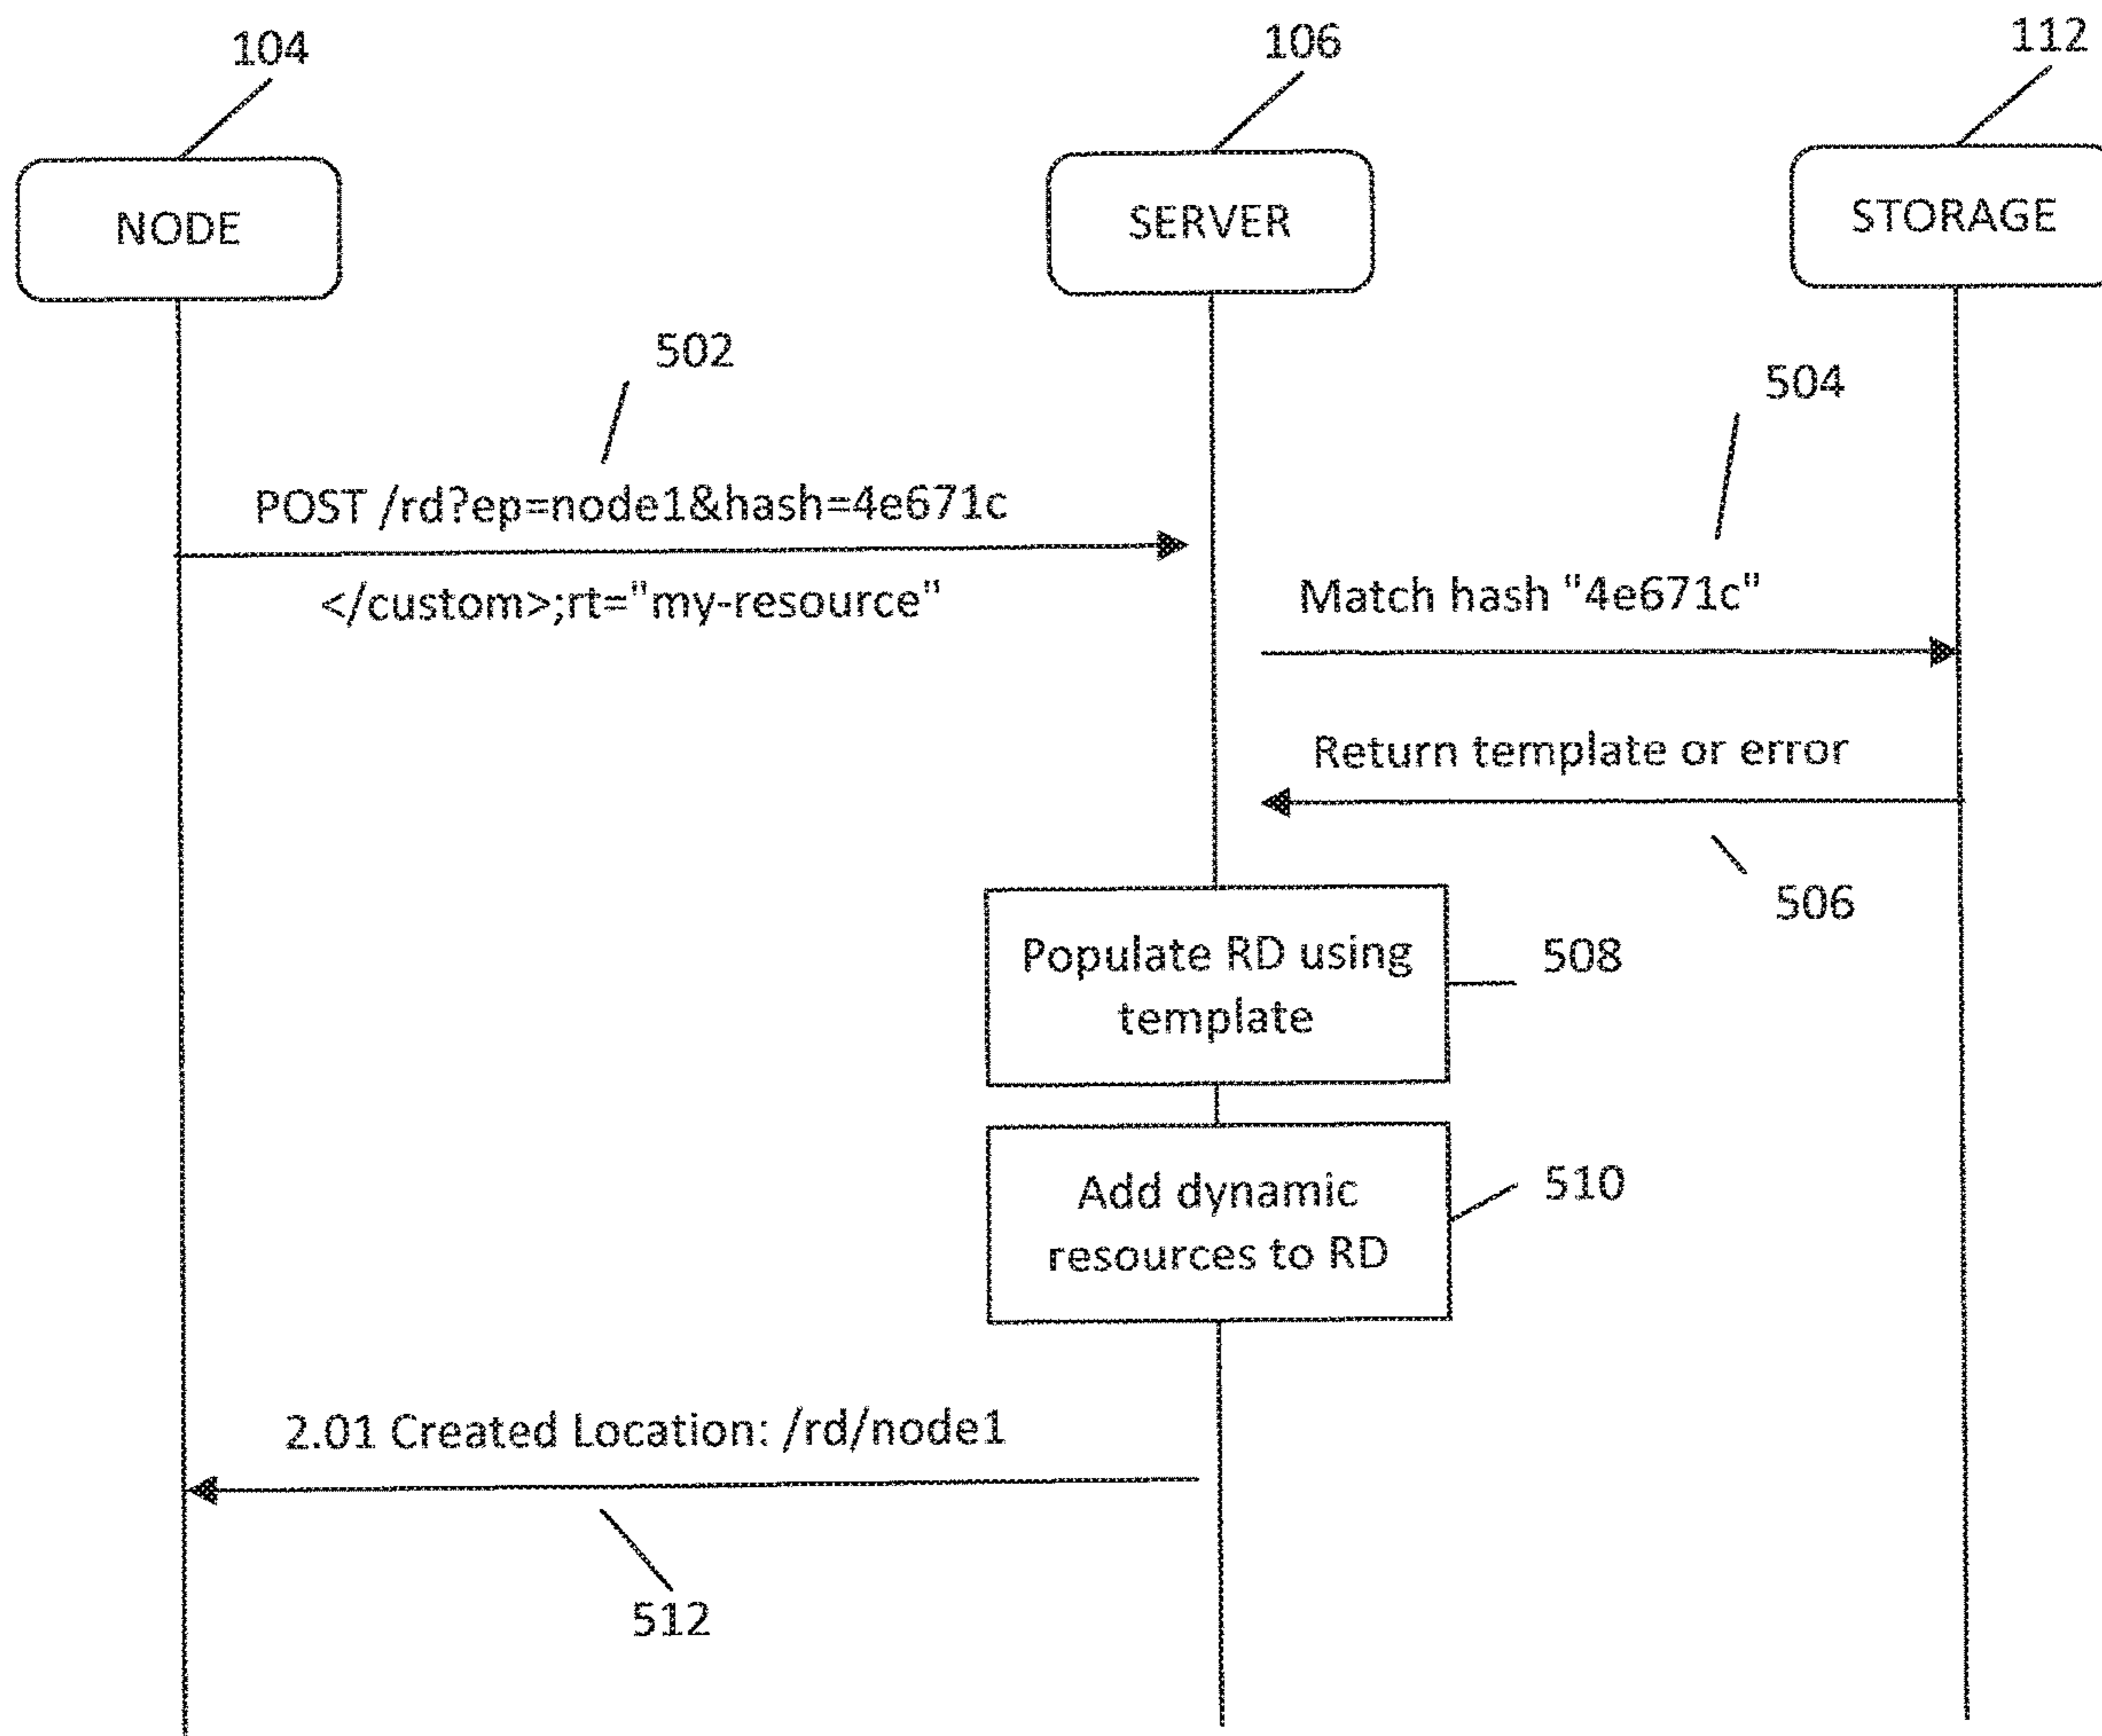 104
106
112
NODE
SERVER
STORAGE
502
504
POST /rd?ep=node1&hash=4e671c
</custom>;rt="my-resource"
Match hash "4e671c"
Return template or error
506
Populate RD using
template
508
Add dynamic
resources to RD
510
2.01 Created Location: /rd/node1
512